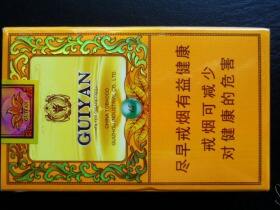 GUIYAN
CHINA TOBACCO
GUIZHOU INDUSTRIAL CO., LTD.
尽早戒烟有益健康
戒烟可减少
对健康的危害